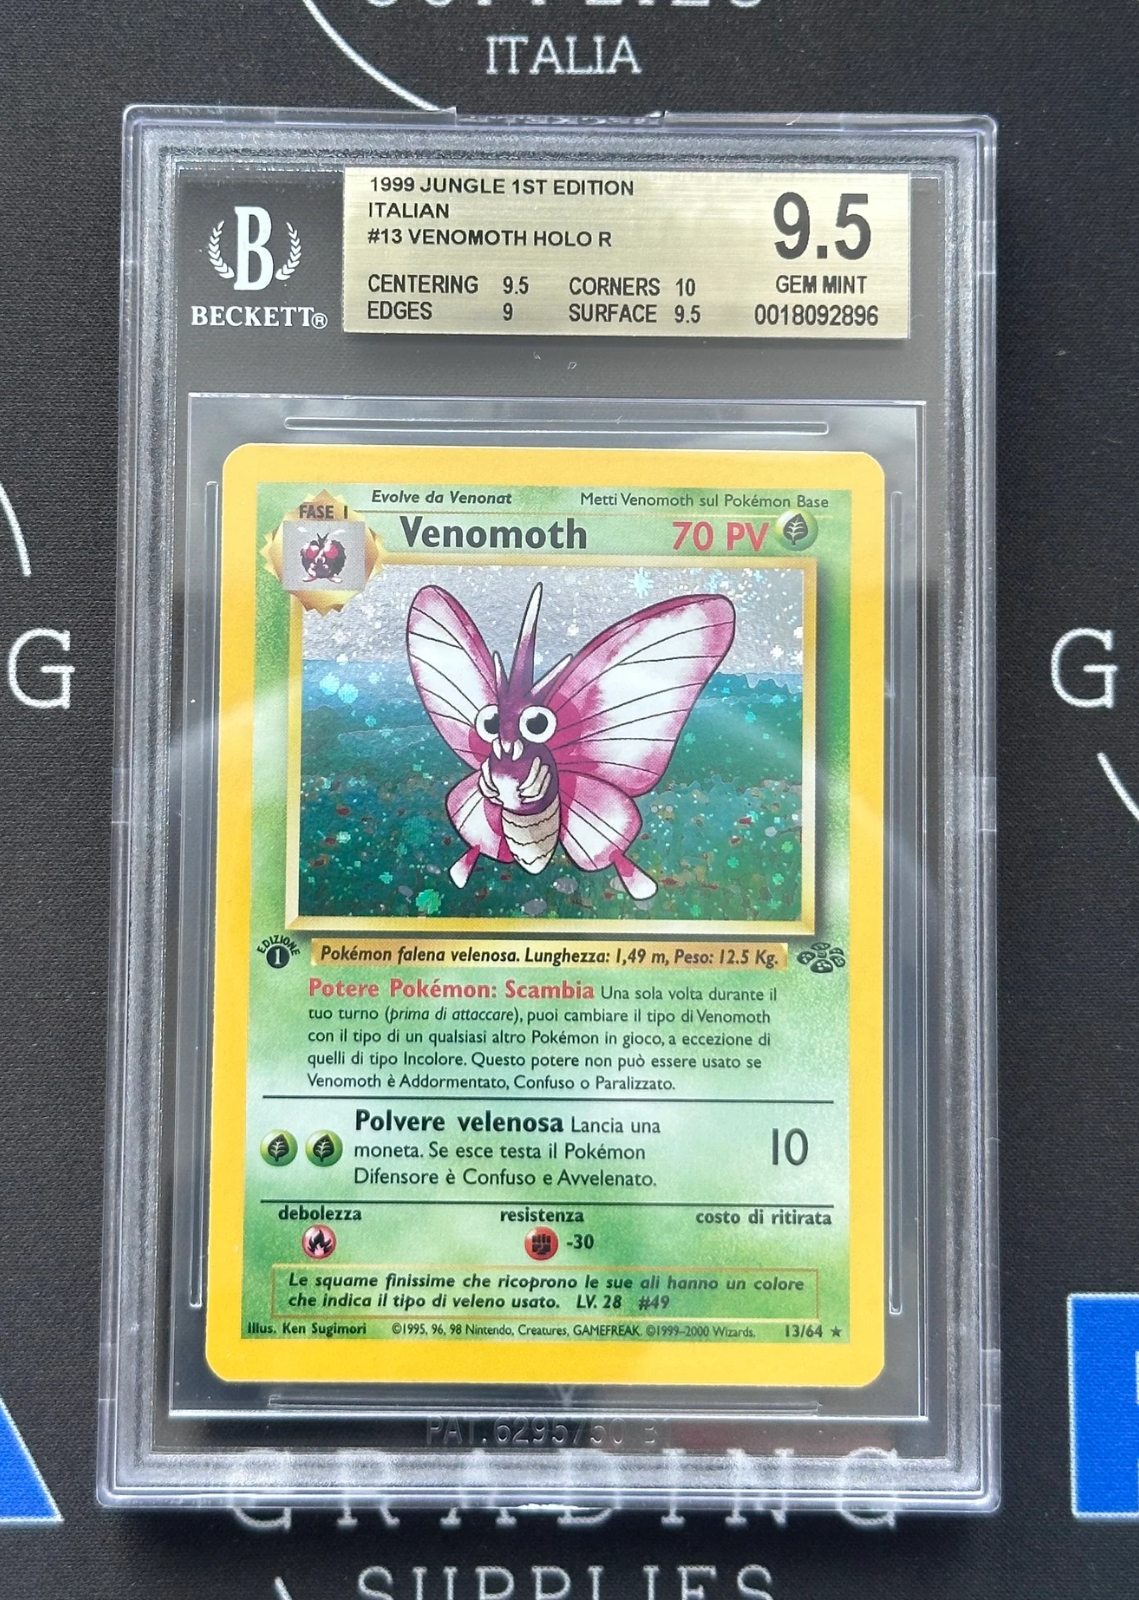 SUPPLIES
ITALIA
B
BECKETT®
1999 JUNGLE 1ST EDITION
ITALIAN
#13 VENOMOTH HOLO R
CENTERING 9.5 CORNERS 10
EDGES 9 SURFACE 9.5
9.5
GEM MINT
0018092896
G
G
Evolve da Venonat Metti Venomoth sul Pokémon Base
FASE 1
Venomoth 70 PV
EDIZIONE
1
Pokémon falena velenosa. Lunghezza: 1,49 m, Peso: 12.5 Kg.
Potere Pokémon: Scambia Una sola volta durante il
tuo turno (prima di attaccare), puoi cambiare il tipo di Venomoth
con il tipo di un qualsiasi altro Pokémon in gioco, a eccezione di
quelli di tipo Incolore. Questo potere non può essere usato se
Venomoth è Addormentato, Confuso o Paralizzato.
Polvere velenosa Lancia una
moneta. Se esce testa il Pokémon
Difensore è Confuso e Avvelenato.
10
debolezza resistenza costo di ritirata
-30
Le squame finissime che ricoprono le sue ali hanno un colore
che indica il tipo di veleno usato. LV. 28 #49
Illus. Ken Sugimori ©1995, 96, 98 Nintendo, Creatures, GAMEFREAK. ©1999-2000 Wizards. 13/64 ★
GRADING
SUPPLIES